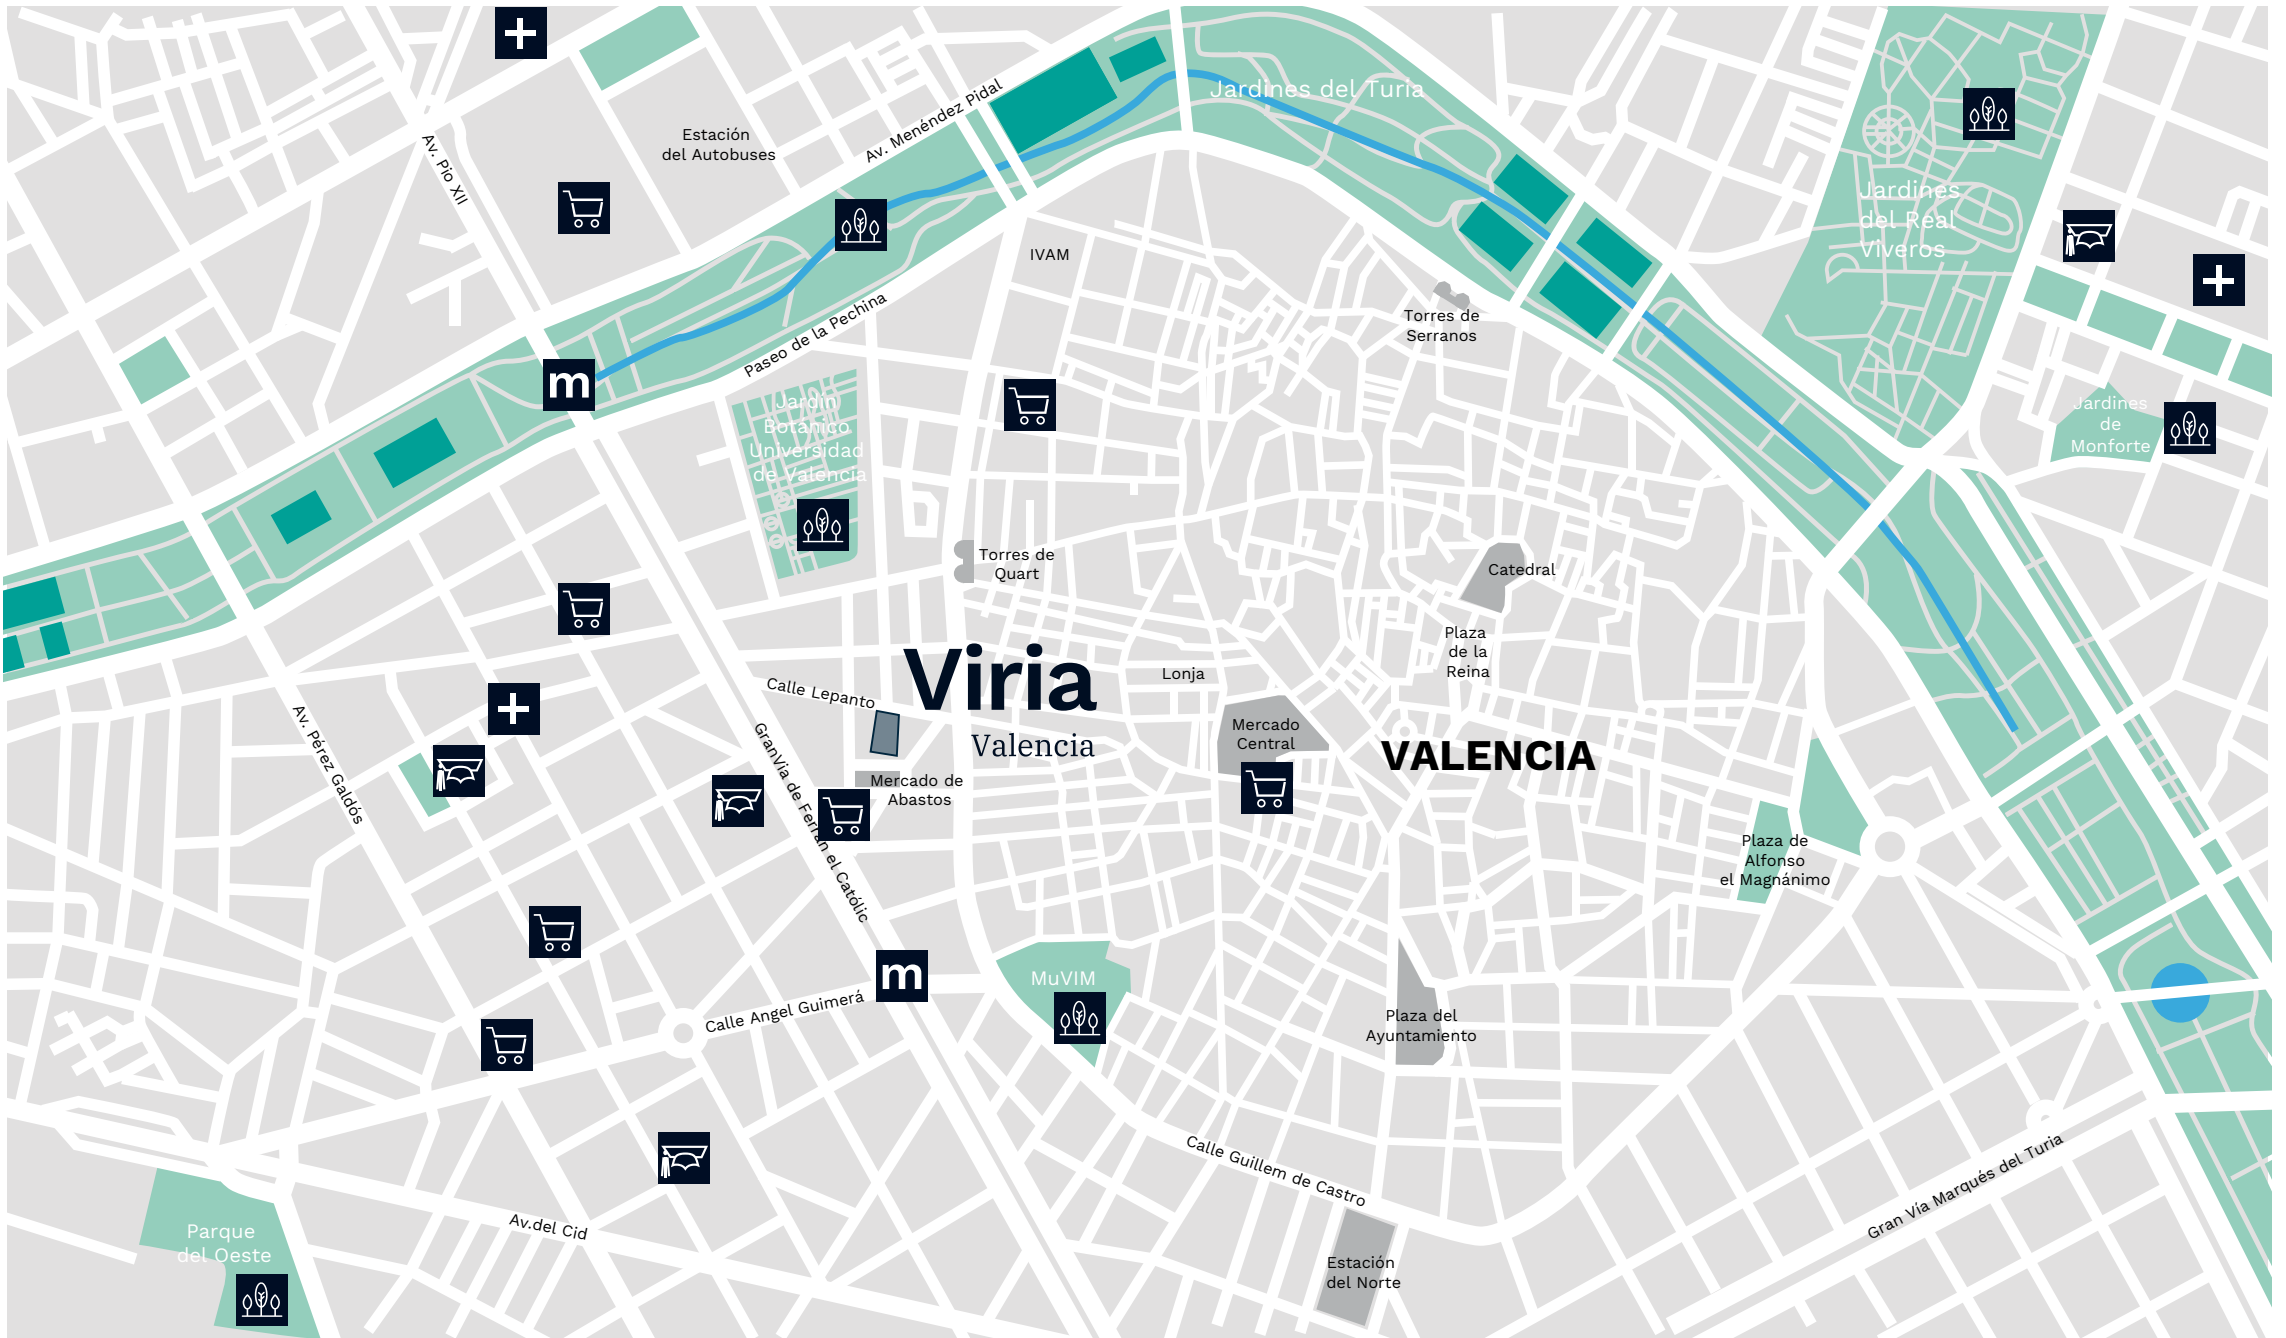 Jardines del Turia
Av. Menéndez Pidal
Estación
del Autobuses
Av. Pio XII
Jardines
del Real
Viveros
IVAM
Paseo de la Pechina
Torres de
Serranos
m
Jardín
Botánico
Universidad
de Valencia
Jardines
de
Monforte
Torres de
Quart
Catedral
Plaza
de la
Reina
Viria
Valencia
Calle Lepanto
Lonja
Mercado
Central
VALENCIA
Av. Pérez Galdós
GranVia de Ferran el Catòlic
Mercado de
Abastos
Plaza de
Alfonso
el Magnánimo
m
MuVIM
Calle Angel Guimerá
Plaza del
Ayuntamiento
Calle Guillem de Castro
Gran Vía Marqués del Turia
Av.del Cid
Parque
del Oeste
Estación
del Norte